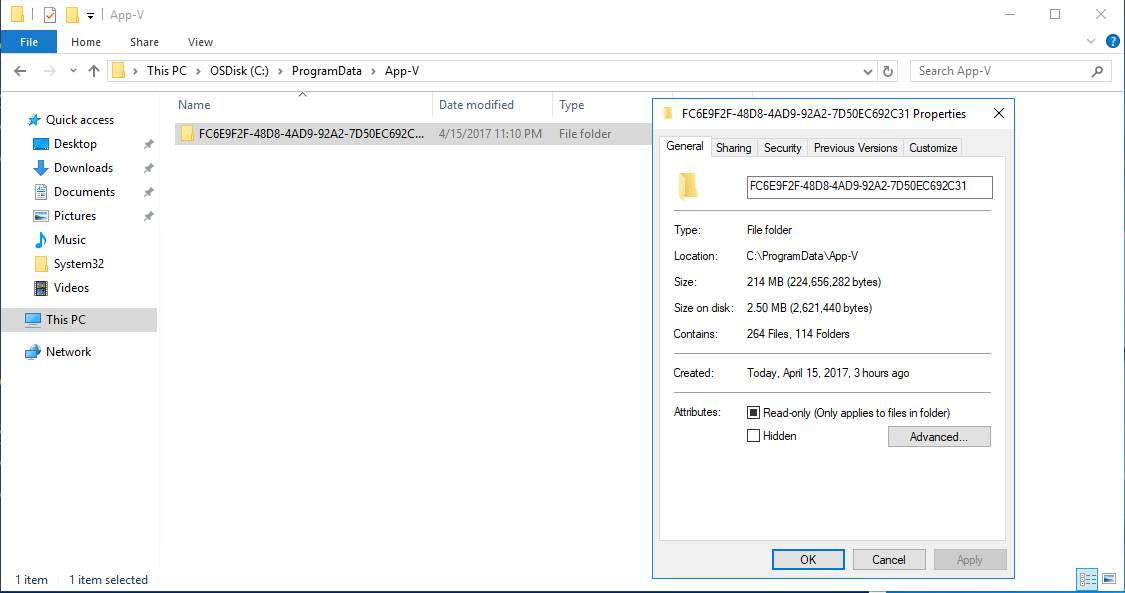 App-V
File Home Share View
This PC OSDisk (C:) ProgramData App-V
Search App-V
Quick access
Desktop
Downloads
Documents
Pictures
Music
System32
Videos
This PC
Network
Name Date modified Type
FC6E9F2F-48D8-4AD9-92A2-7D50EC692C... 4/15/2017 11:10 PM File folder
FC6E9F2F-48D8-4AD9-92A2-7D50EC692C31 Properties
General Sharing Security Previous Versions Customize
FC6E9F2F-48D8-4AD9-92A2-7D50EC692C31
Type: File folder
Location: C:\ProgramData\App-V
Size: 214 MB (224,656,282 bytes)
Size on disk: 2.50 MB (2,621,440 bytes)
Contains: 264 Files, 114 Folders
Created: Today, April 15, 2017, 3 hours ago
Attributes: Read-only (Only applies to files in folder)
Hidden Advanced...
OK Cancel Apply
1 item 1 item selected